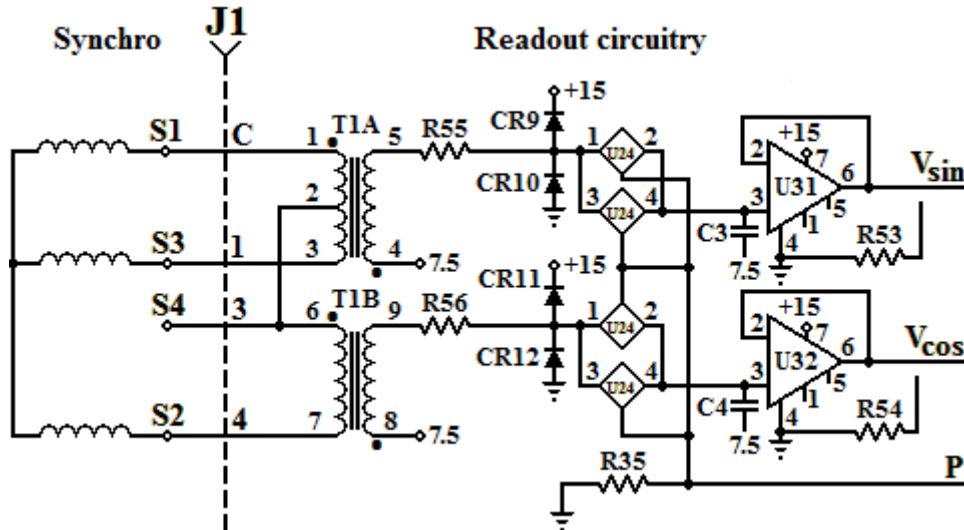 J1
Synchro
Readout circuitry
+15
T1A
CR9
+15
S1 C 1 5 R55 1 2 2 7
U24
U31 6 Vsin
CR10
2
3 4 3 5
U24
1
S3 1 3 4 7.5
C3
4 R53
7.5
+15
CR11
S4 3 6 T1B 9 R56 1 2
U24
+15
2 7
U32 6 Vcos
CR12
3 4 3 5
U24
1
C4
4 R54
S2 4 7 8 7.5
7.5
R35
P